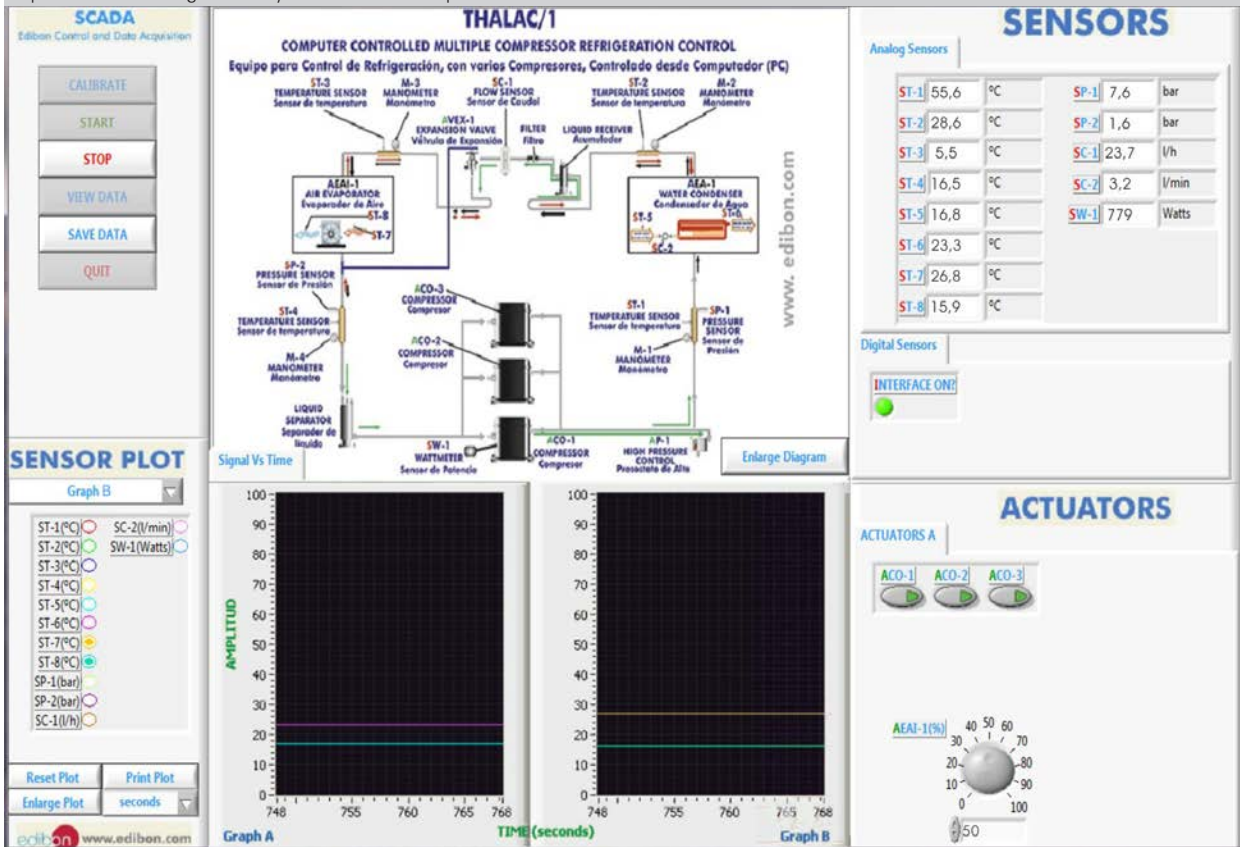 SCADA
Edibon Control and Data Acquisition
CALIBRATE
START
STOP
VIEW DATA
SAVE DATA
QUIT
THALAC/1
COMPUTER CONTROLLED MULTIPLE COMPRESSOR REFRIGERATION CONTROL
Equipo para Control de Refrigeración, con varios Compresores, Controlado desde Computador (PC)
ST-3
TEMPERATURE SENSOR
Sensor de temperatura
M-3
MANOMETER
Manómetro
SC-1
FLOW SENSOR
Sensor de Caudal
ST-2
TEMPERATURE SENSOR
Sensor de temperatura
M-2
MANOMETER
Manómetro
AVEX-1
EXPANSION VALVE
Válvula de Expansión
FILTER
Filtro
LIQUID RECEIVER
Acumulador
AEAI-1
AIR EVAPORATOR
Evaporador de Aire
ST-8
ST-7
AEA-1
WATER CONDENSER
Condensador de Agua
ST-5
ST-6
SC-2
www. edibon.com
SP-2
PRESSURE SENSOR
Sensor de Presión
ST-4
TEMPERATURE SENSOR
Sensor de temperatura
M-4
MANOMETER
Manómetro
ACO-3
COMPRESSOR
Compresor
ACO-2
COMPRESSOR
Compresor
ST-1
TEMPERATURE SENSOR
Sensor de temperatura
SP-1
PRESSURE
SENSOR
Sensor de
Presión
M-1
MANOMETER
Manómetro
LIQUID
SEPARATOR
Separador de
líquido
SW-1
WATTMETER
Sensor de Potencia
ACO-1
COMPRESSOR
Compresor
AP-1
HIGH PRESSURE
CONTROL
Presostato de Alta
Enlarge Diagram
SENSORS
Analog Sensors
ST-1 55,6 ºC SP-1 7,6 bar
ST-2 28,6 ºC SP-2 1,6 bar
ST-3 5,5 ºC SC-1 23,7 l/h
ST-4 16,5 ºC SC-2 3,2 l/min
ST-5 16,8 ºC SW-1 779 Watts
ST-6 23,3 ºC
ST-7 26,8 ºC
ST-8 15,9 ºC
Digital Sensors
INTERFACE ON?
SENSOR PLOT
Graph B
ST-1(ºC) SC-2(l/min)
ST-2(ºC) SW-1(Watts)
ST-3(ºC)
ST-4(ºC)
ST-5(ºC)
ST-6(ºC)
ST-7(ºC)
ST-8(ºC)
SP-1(bar)
SP-2(bar)
SC-1(l/h)
Reset Plot Print Plot
Enlarge Plot seconds
edibon www.edibon.com
Signal Vs Time
AMPLITUD
100
90
80
70
60
50
40
30
20
10
0
748 755 760 765 768
Graph A
100
90
80
70
60
50
40
30
20
10
0
748 755 760 765 768
Graph B
TIME (seconds)
ACTUATORS
ACTUATORS A
ACO-1 ACO-2 ACO-3
AEAI-1(%)
0 10 20 30 40 50 60 70 80 90 100
50